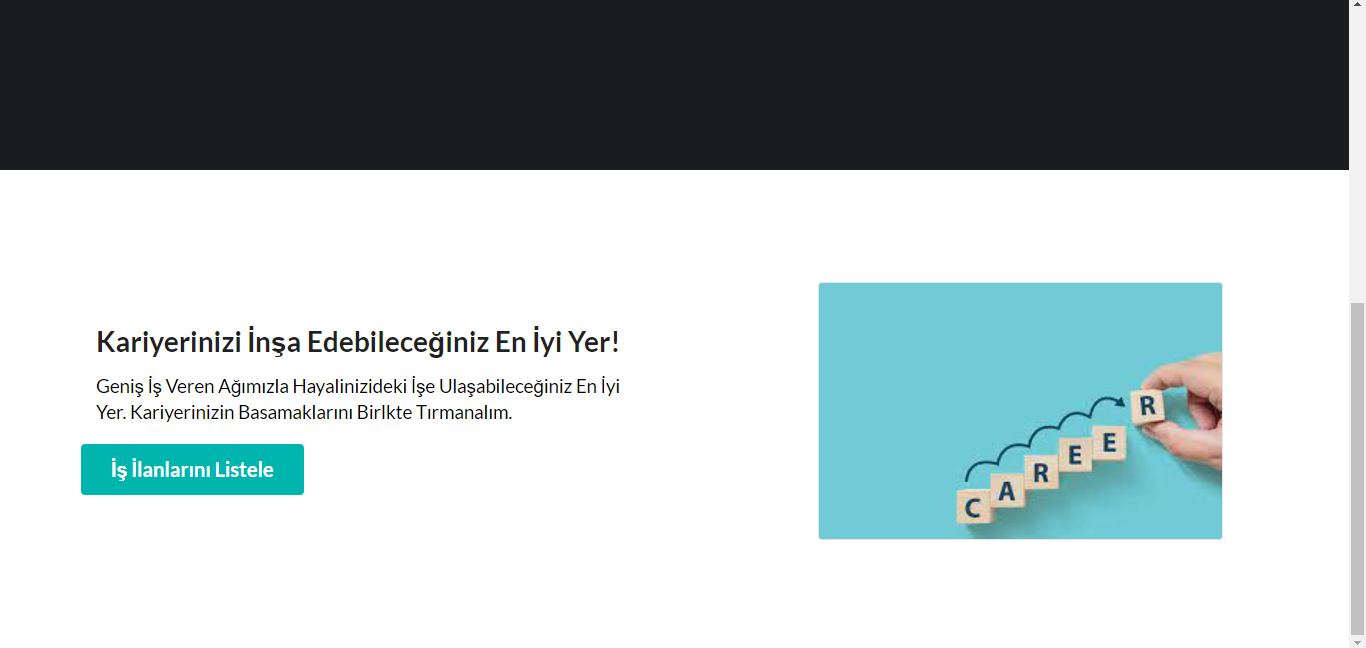 Kariyerinizi İnşa Edebileceğiniz En İyi Yer!
Geniş İş Veren Ağımızla Hayalinizideki İşe Ulaşabileceğiniz En İyi
Yer. Kariyerinizin Basamaklarını Birlkte Tırmanalım.
İş İlanlarını Listele
CAREER